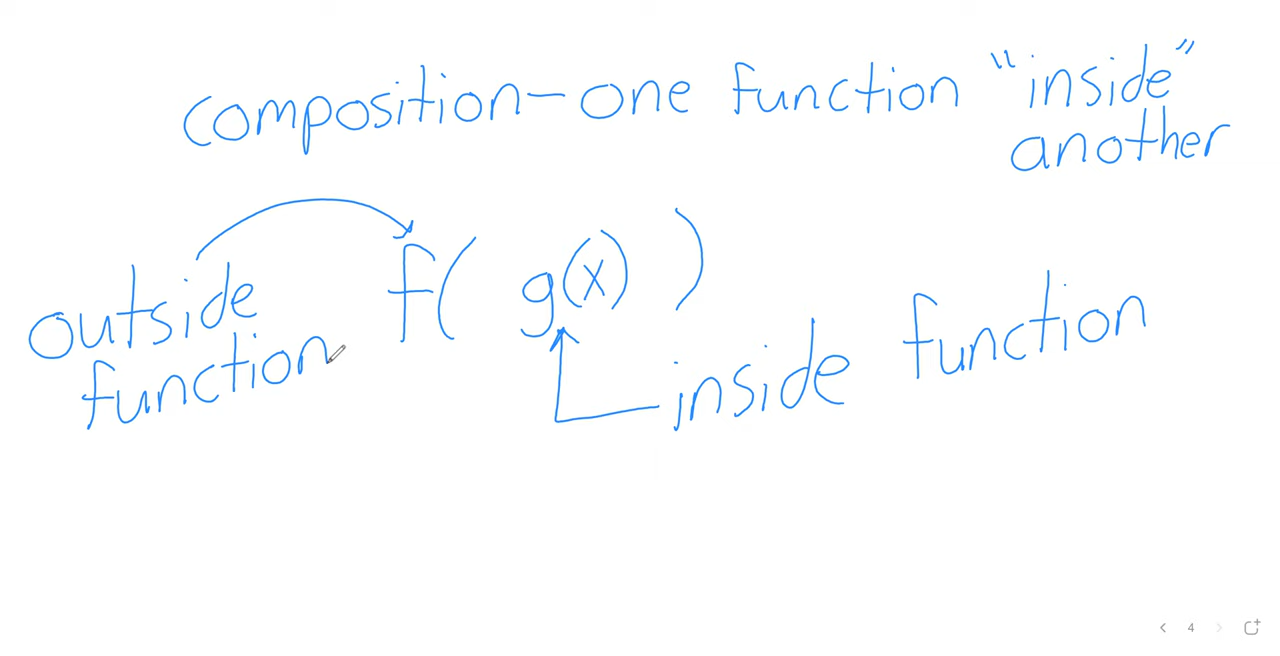 composition – one function "inside"
another
outside
function
f( g(x) )
inside function
4